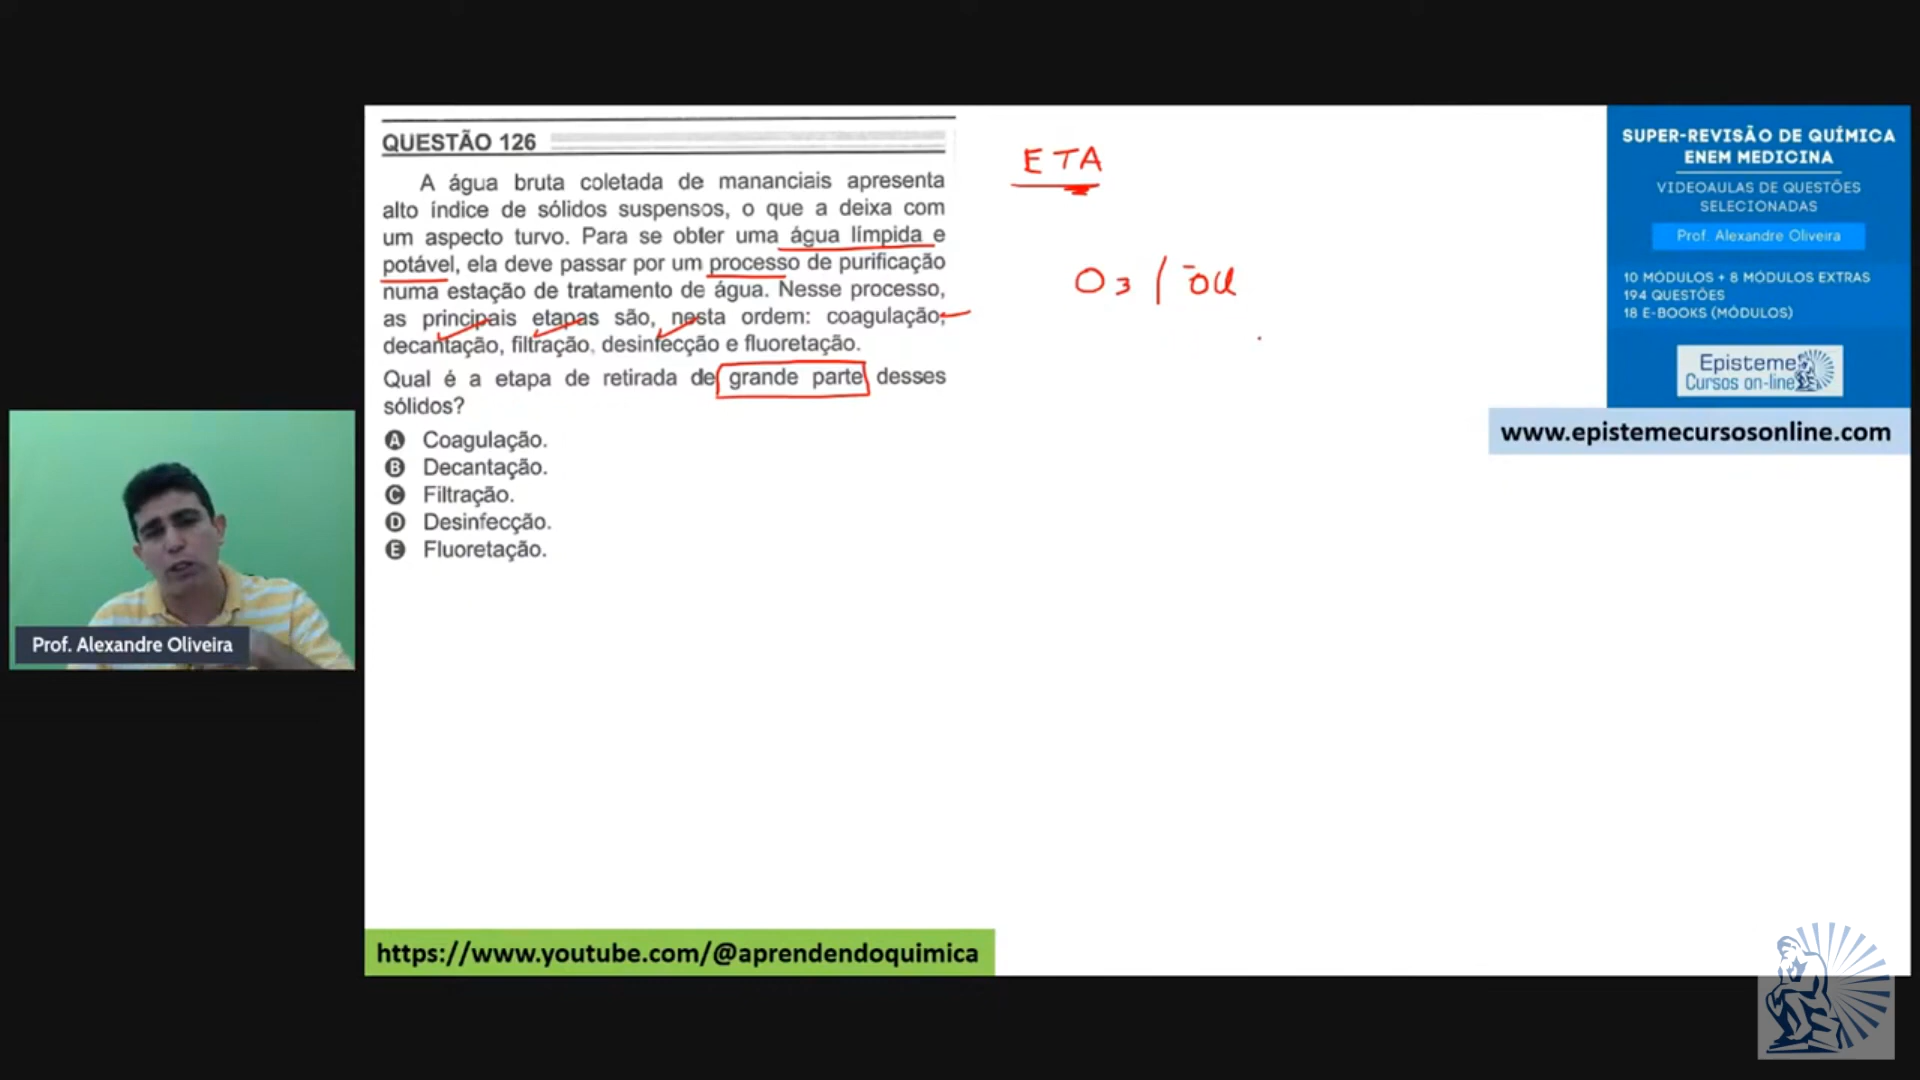 QUESTÃO 126
A água bruta coletada de mananciais apresenta
alto índice de sólidos suspensos, o que a deixa com
um aspecto turvo. Para se obter uma água límpida e
potável, ela deve passar por um processo de purificação
numa estação de tratamento de água. Nesse processo,
as principais etapas são, nesta ordem: coagulação,
decantação, filtração, desinfecção e fluoretação.
Qual é a etapa de retirada de grande parte desses
sólidos?
A Coagulação.
B Decantação.
C Filtração.
D Desinfecção.
E Fluoretação.
ETA
O3 / ⁻OCl
SUPER-REVISÃO DE QUÍMICA
ENEM MEDICINA
VIDEOAULAS DE QUESTÕES
SELECIONADAS
Prof. Alexandre Oliveira
10 MÓDULOS + 8 MÓDULOS EXTRAS
194 QUESTÕES
18 E-BOOKS (MÓDULOS)
Episteme
Cursos on-line
www.epistemecursosonline.com
Prof. Alexandre Oliveira
https://www.youtube.com/@aprendendoquimica